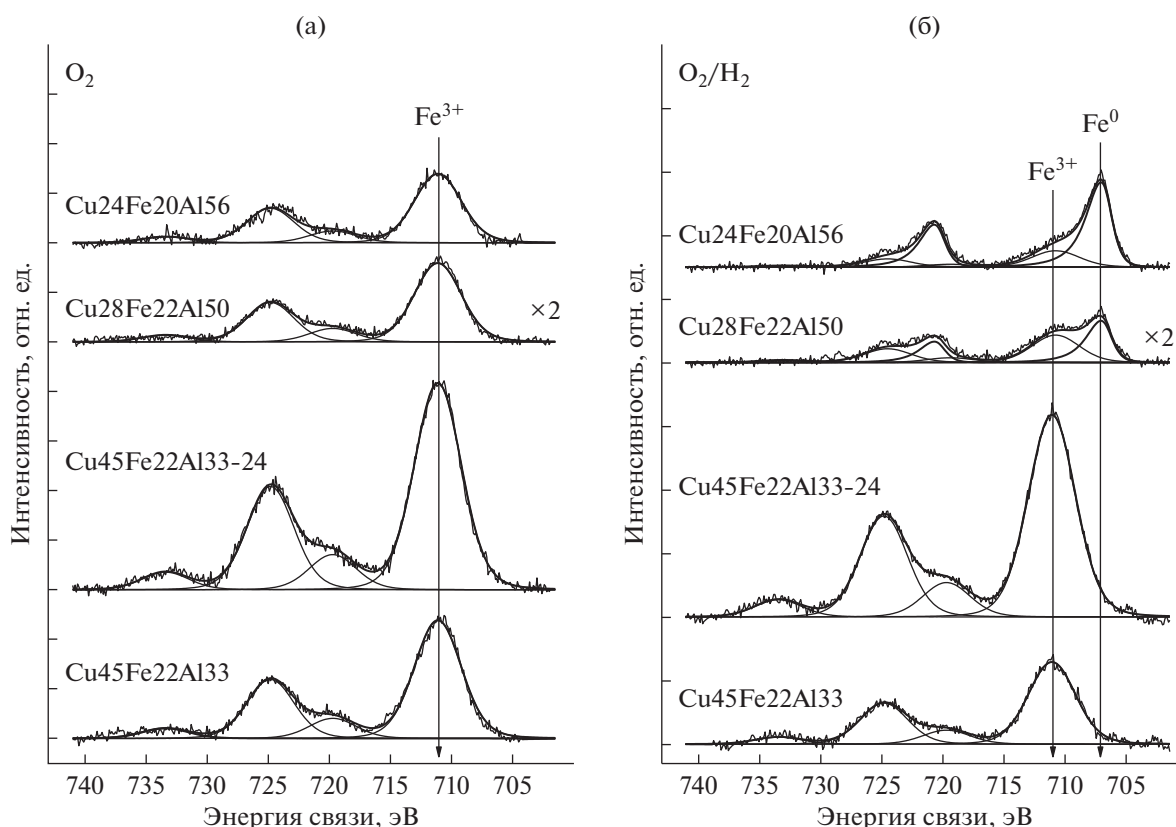 (а)
O₂
Fe³⁺
Cu24Fe20Al56
Cu28Fe22Al50
×2
Cu45Fe22Al33-24
Cu45Fe22Al33
740 735 730 725 720 715 710 705
Энергия связи, эВ
Интенсивность, отн. ед.
(б)
O₂/H₂
Fe⁰
Fe³⁺
Cu24Fe20Al56
Cu28Fe22Al50
×2
Cu45Fe22Al33-24
Cu45Fe22Al33
740 735 730 725 720 715 710 705
Энергия связи, эВ
Интенсивность, отн. ед.